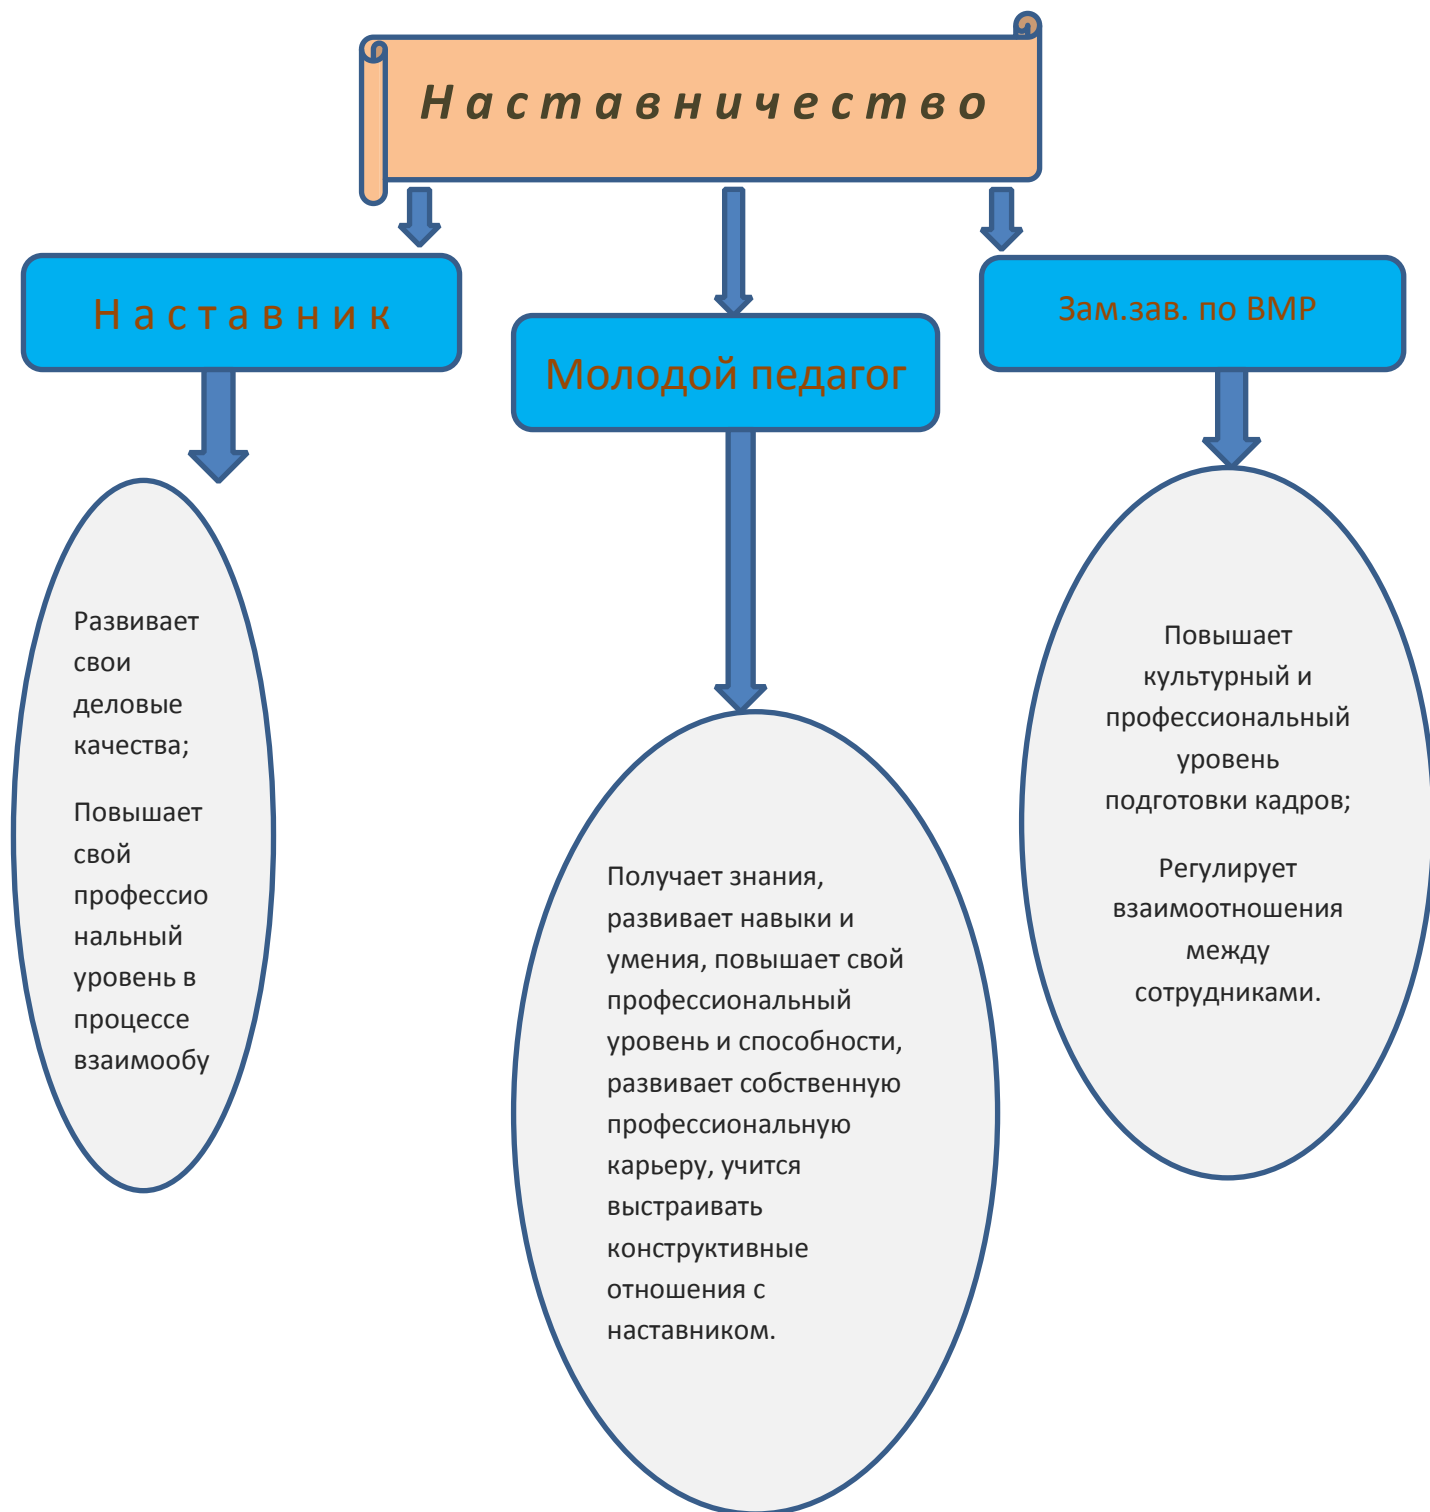 Наставничество
Наставник
Молодой педагог
Зам.зав. по ВМР
Развивает
свои
деловые
качества;
Повышает
свой
профессио
нальный
уровень в
процессе
взаимообу
Получает знания,
развивает навыки и
умения, повышает свой
профессиональный
уровень и способности,
развивает собственную
профессиональную
карьеру, учится
выстраивать
конструктивные
отношения с
наставником.
Повышает
культурный и
профессиональный
уровень
подготовки кадров;
Регулирует
взаимоотношения
между
сотрудниками.